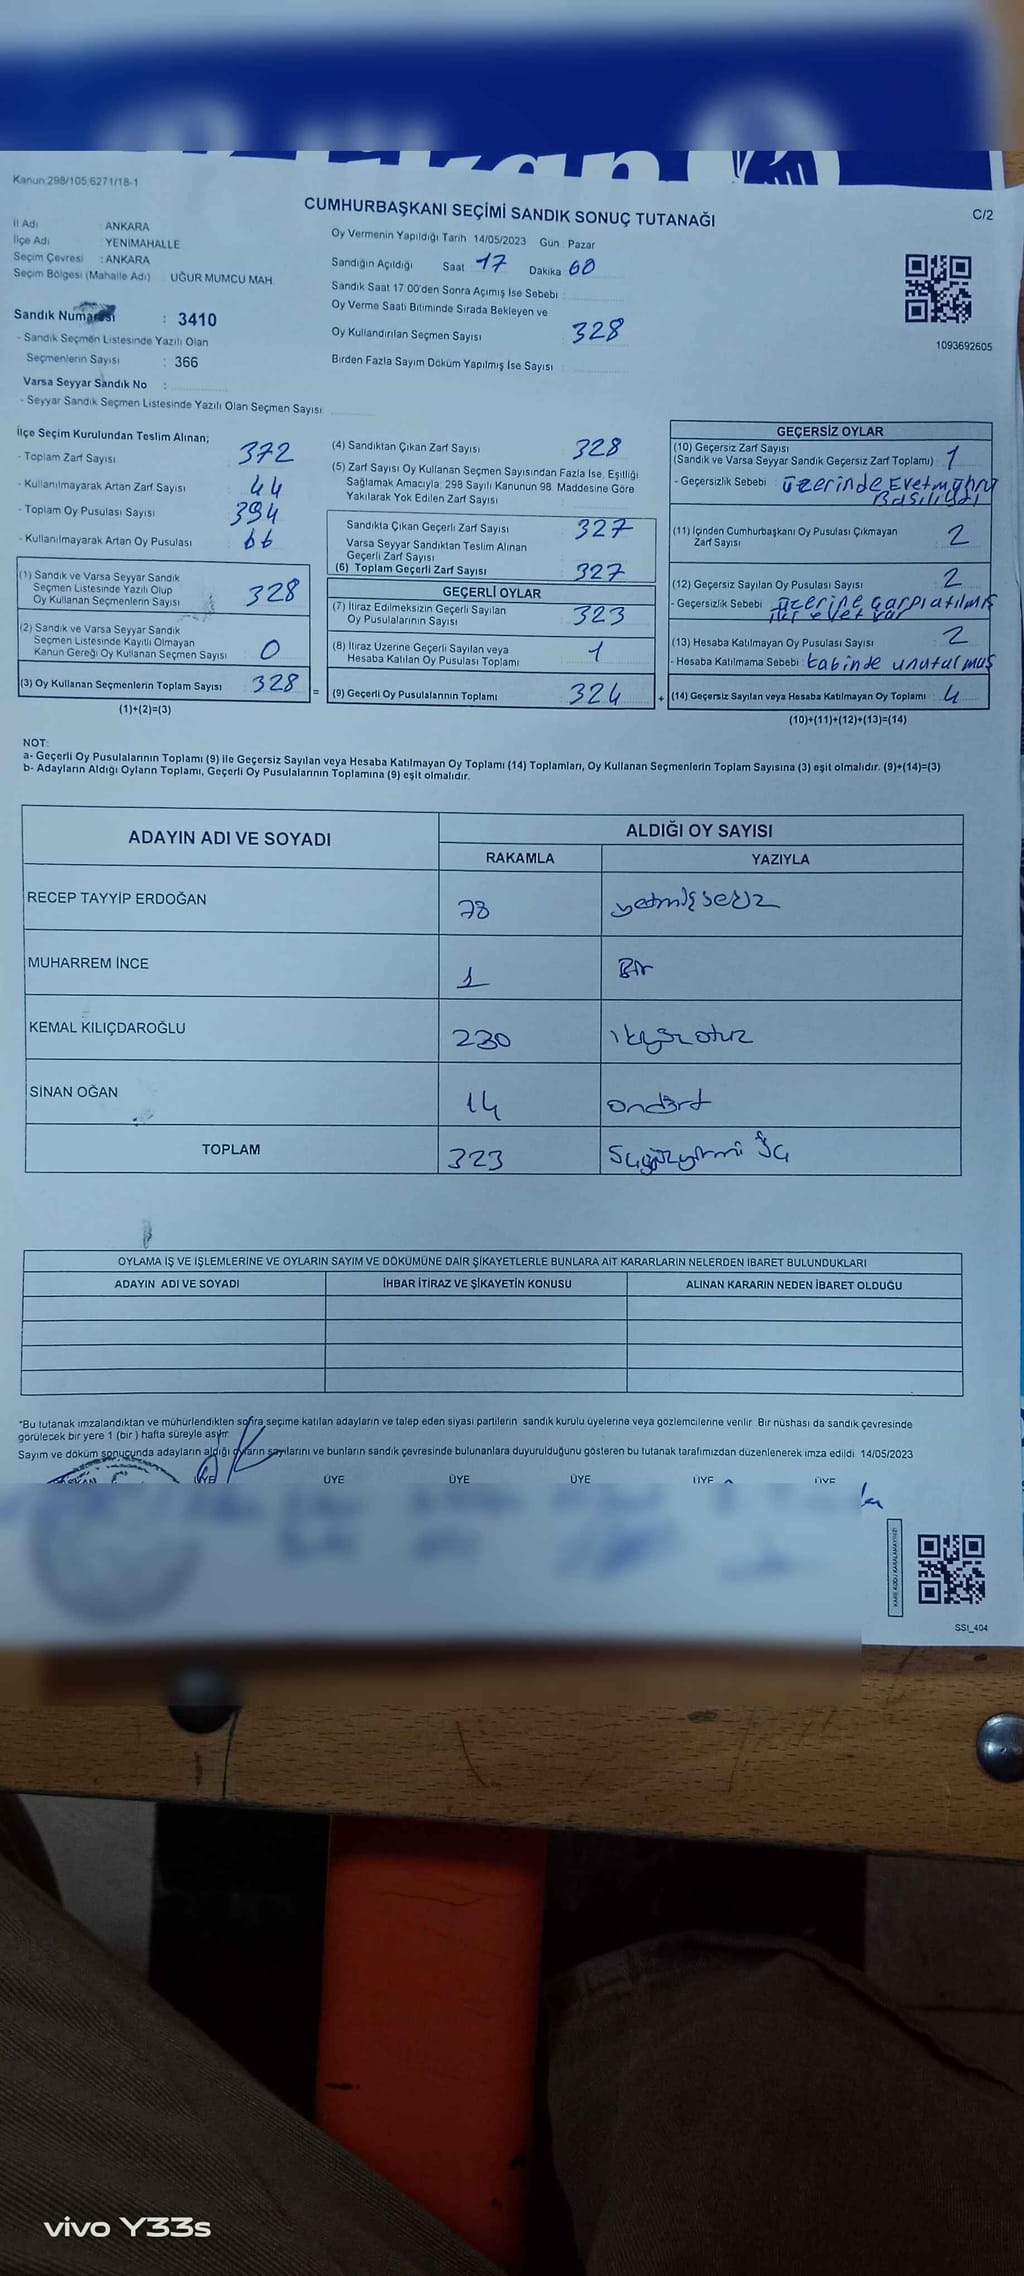 Kanun:298/105,6271/18-1
CUMHURBAŞKANI SEÇİMİ SANDIK SONUÇ TUTANAĞI
C/2
İl Adı : ANKARA
İlçe Adı : YENİMAHALLE
Seçim Çevresi : ANKARA
Seçim Bölgesi (Mahalle Adı) : UĞUR MUMCU MAH.
Sandık Numarası : 3410
- Sandık Seçmen Listesinde Yazılı Olan
Seçmenlerin Sayısı : 366
Varsa Seyyar Sandık No :
- Seyyar Sandık Seçmen Listesinde Yazılı Olan Seçmen Sayısı
Oy Vermenin Yapıldığı Tarih 14/05/2023 Gün : Pazar
Sandığın Açıldığı Saat 17 Dakika 60
Sandık Saat 17:00'den Sonra Açımış İse Sebebi :
Oy Verme Saati Bitiminde Sırada Bekleyen ve
Oy Kullandırılan Seçmen Sayısı : 328
Birden Fazla Sayım Döküm Yapılmış İse Sayısı :
1093692605
İlçe Seçim Kurulundan Teslim Alınan;
- Toplam Zarf Sayısı : 372
- Kullanılmayarak Artan Zarf Sayısı : 44
- Toplam Oy Pusulası Sayısı : 394
- Kullanılmayarak Artan Oy Pusulası : 66
(1) Sandık ve Varsa Seyyar Sandık
Seçmen Listesinde Yazılı Olup
Oy Kullanan Seçmenlerin Sayısı : 328
(2) Sandık ve Varsa Seyyar Sandık
Seçmen Listesinde Kayıtlı Olmayan
Kanun Gereği Oy Kullanan Seçmen Sayısı : 0
(3) Oy Kullanan Seçmenlerin Toplam Sayısı : 328
(1)+(2)=(3)
(4) Sandıktan Çıkan Zarf Sayısı : 328
(5) Zarf Sayısı Oy Kullanan Seçmen Sayısından Fazla İse, Eşitliği
Sağlamak Amacıyla: 298 Sayılı Kanunun 98. Maddesine Göre
Yakılarak Yok Edilen Zarf Sayısı
Sandıkta Çıkan Geçerli Zarf Sayısı : 327
Varsa Seyyar Sandıktan Teslim Alınan
Geçerli Zarf Sayısı
(6) Toplam Geçerli Zarf Sayısı : 327
GEÇERLİ OYLAR
(7) İtiraz Edilmeksizin Geçerli Sayılan
Oy Pusulalarının Sayısı : 323
(8) İtiraz Üzerine Geçerli Sayılan veya
Hesaba Katılan Oy Pusulası Toplamı : 1
= (9) Geçerli Oy Pusulalarının Toplamı : 324 +
GEÇERSİZ OYLAR
(10) Geçersiz Zarf Sayısı
(Sandık ve Varsa Seyyar Sandık Geçersiz Zarf Toplamı) : 1
- Geçersizlik Sebebi : üzerinde Evet mührü
Basılıydı
(11) İçinden Cumhurbaşkanı Oy Pusulası Çıkmayan
Zarf Sayısı : 2
(12) Geçersiz Sayılan Oy Pusulası Sayısı : 2
- Geçersizlik Sebebi : üzerine çarpı atılmış
iki evet var
(13) Hesaba Katılmayan Oy Pusulası Sayısı : 2
- Hesaba Katılmama Sebebi : kabinde unutulmuş
(14) Geçersiz Sayılan veya Hesaba Katılmayan Oy Toplamı : 4
(10)+(11)+(12)+(13)=(14)
NOT:
a- Geçerli Oy Pusulalarının Toplamı (9) ile Geçersiz Sayılan veya Hesaba Katılmayan Oy Toplamı (14) Toplamları, Oy Kullanan Seçmenlerin Toplam Sayısına (3) eşit olmalıdır. (9)+(14)=(3)
b- Adayların Aldığı Oyların Toplamı, Geçerli Oy Pusulalarının Toplamına (9) eşit olmalıdır.
ADAYIN ADI VE SOYADI
ALDIĞI OY SAYISI
RAKAMLA YAZIYLA
RECEP TAYYİP ERDOĞAN 78 yetmişsekiz
MUHARREM İNCE 1 Bir
KEMAL KILIÇDAROĞLU 230 ikiyüz otuz
SİNAN OĞAN 14 ondört
TOPLAM 323 üçyüzyirmi üç
OYLAMA İŞ VE İŞLEMLERİNE VE OYLARIN SAYIM VE DÖKÜMÜNE DAİR ŞİKAYETLERLE BUNLARA AİT KARARLARIN NELERDEN İBARET BULUNDUKLARI
ADAYIN ADI VE SOYADI İHBAR İTİRAZ VE ŞİKAYETİN KONUSU ALINAN KARARIN NEDEN İBARET OLDUĞU
*Bu tutanak imzalandıktan ve mühürlendikten sonra seçime katılan adayların ve talep eden siyasi partilerin sandık kurulu üyelerine veya gözlemcilerine verilir. Bir nüshası da sandık çevresinde
görülecek bir yere 1 (bir) hafta süreyle asılır.
Sayım ve döküm sonucunda adayların aldığı oyların sayılarını ve bunların sandık çevresinde bulunanlara duyurulduğunu gösteren bu tutanak tarafımızdan düzenlenerek imza edildi. 14/05/2023
ÜYE ÜYE ÜYE ÜYE ÜYE ÜYE
SSI_404
vivo Y33s